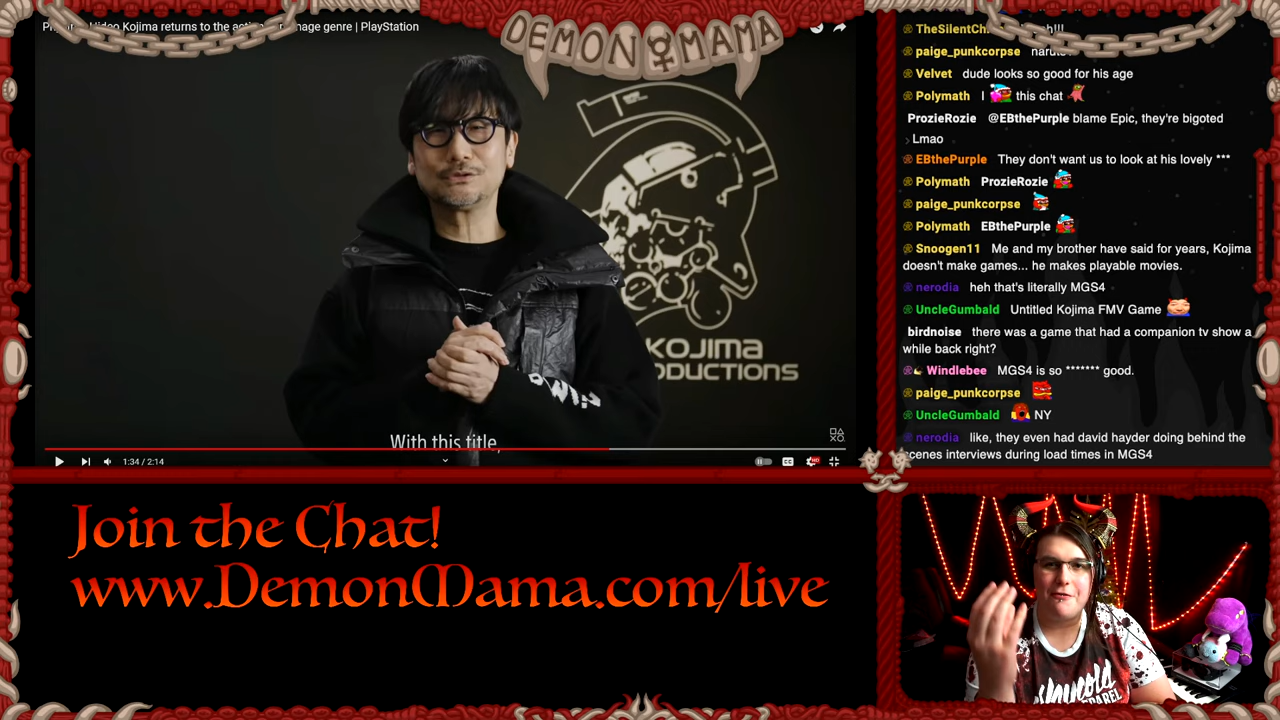 Kojima returns to the
genre | PlayStation
DEMON MAMA
paige_punkcorpse
Velvet dude looks so good for his age
Polymath I this chat
ProzieRozie @EBthePurple blame Epic, they're bigoted
Lmao
EBthePurple They don't want us to look at his lovely ***
Polymath ProzieRozie
paige_punkcorpse
Polymath EBthePurple
Snoogen11 Me and my brother have said for years, Kojima
doesn't make games... he makes playable movies.
nerodia heh that's literally MGS4
UncleGumbald Untitled Kojima FMV Game
birdnoise there was a game that had a companion tv show a
while back right?
Windlebee MGS4 is so ******* good.
paige_punkcorpse
UncleGumbald NY
nerodia like, they even had david hayder doing behind the
scenes interviews during load times in MGS4
KOJIMA
PRODUCTIONS
With this title,
1:34 / 2:14
CC
HD
Join the Chat!
www.DemonMama.com/live